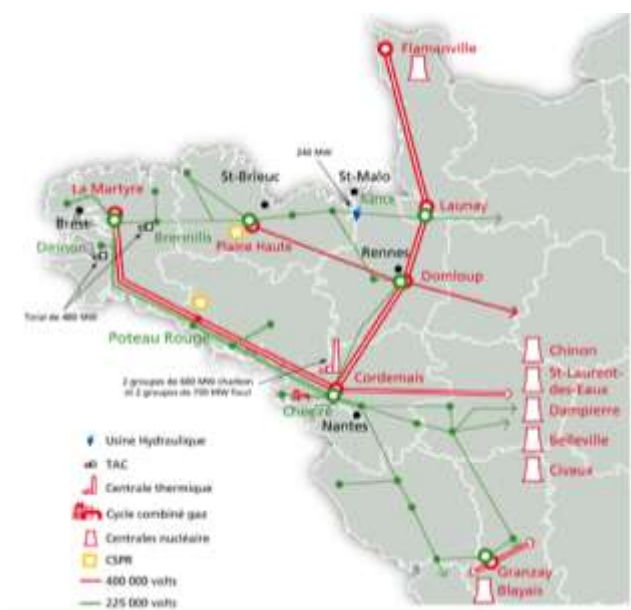 Flamanville
240 MW
St-Brieuc
St-Malo
Rance
La Martyre
Launay
Brest
Brennilis
Plaine Haute
Rennes
Domloup
Total de 480 MW
Poteau Rouge
Chinon
St-Laurent-
des-Eaux
2 groupes de 600 MW charbon
et 2 groupes de 700 MW fioul
Cordemais
Dampierre
Nantes
Belleville
Usine Hydraulique
Civaux
TAC
Centrale thermique
Cycle combiné gaz
Centrales nucléaire
CSPR
Granzay
400 000 volts
Blayais
225 000 volts